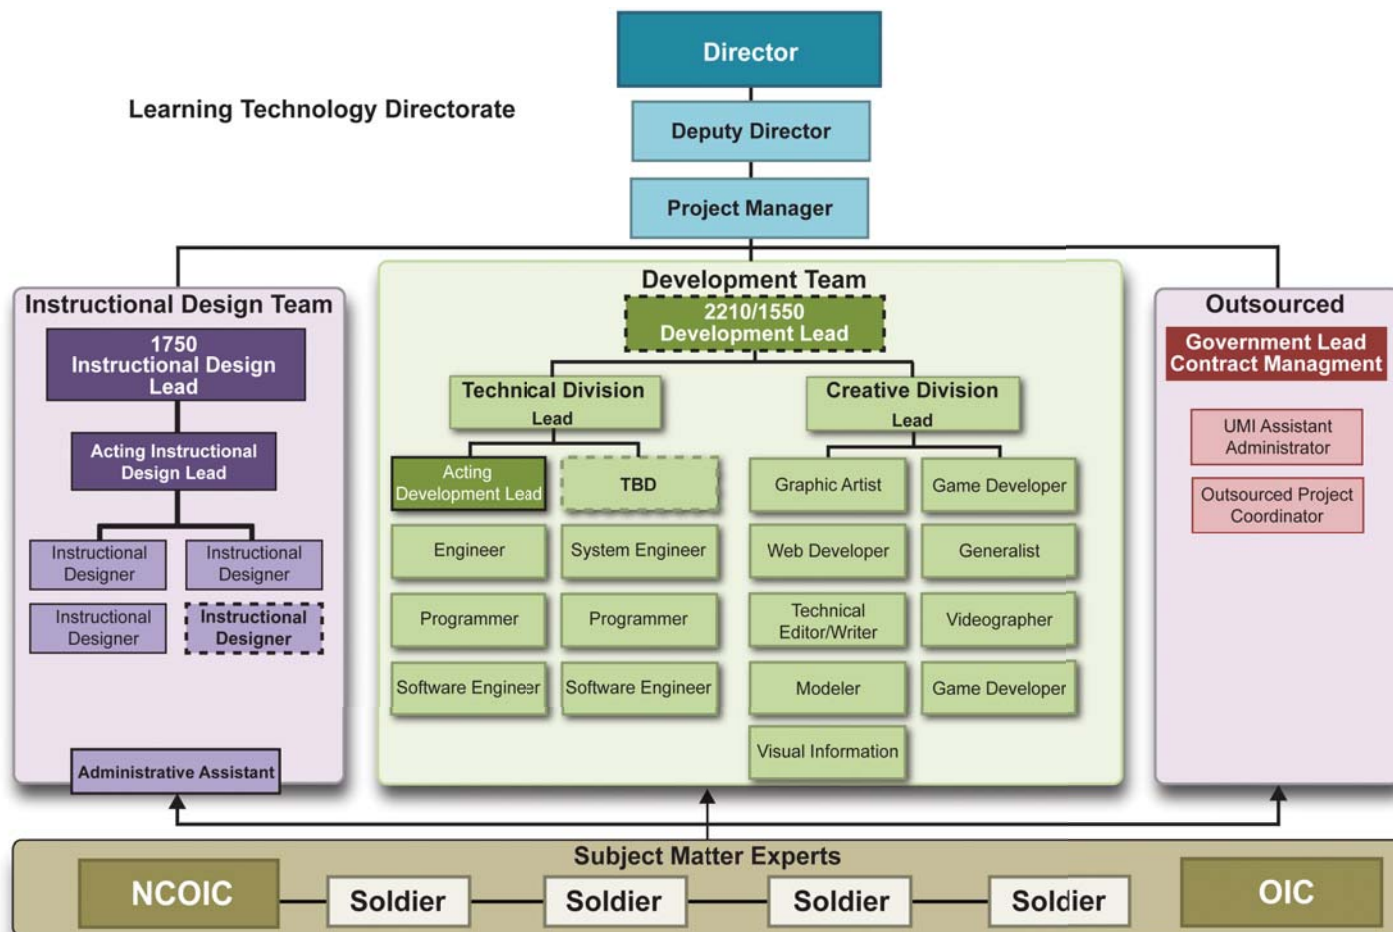 Director
Learning Technology Directorate
Deputy Director
Project Manager
Instructional Design Team
1750
Instructional Design
Lead
Acting Instructional
Design Lead
Instructional
Designer
Instructional
Designer
Instructional
Designer
Instructional
Designer
Administrative Assistant
Development Team
2210/1550
Development Lead
Technical Division
Lead
Acting
Development Lead
TBD
Engineer
System Engineer
Programmer
Programmer
Software Engineer
Software Engineer
Creative Division
Lead
Graphic Artist
Game Developer
Web Developer
Generalist
Technical
Editor/Writer
Videographer
Modeler
Game Developer
Visual Information
Outsourced
Government Lead
Contract Managment
UMI Assistant
Administrator
Outsourced Project
Coordinator
Subject Matter Experts
NCOIC
Soldier
Soldier
Soldier
Soldier
OIC